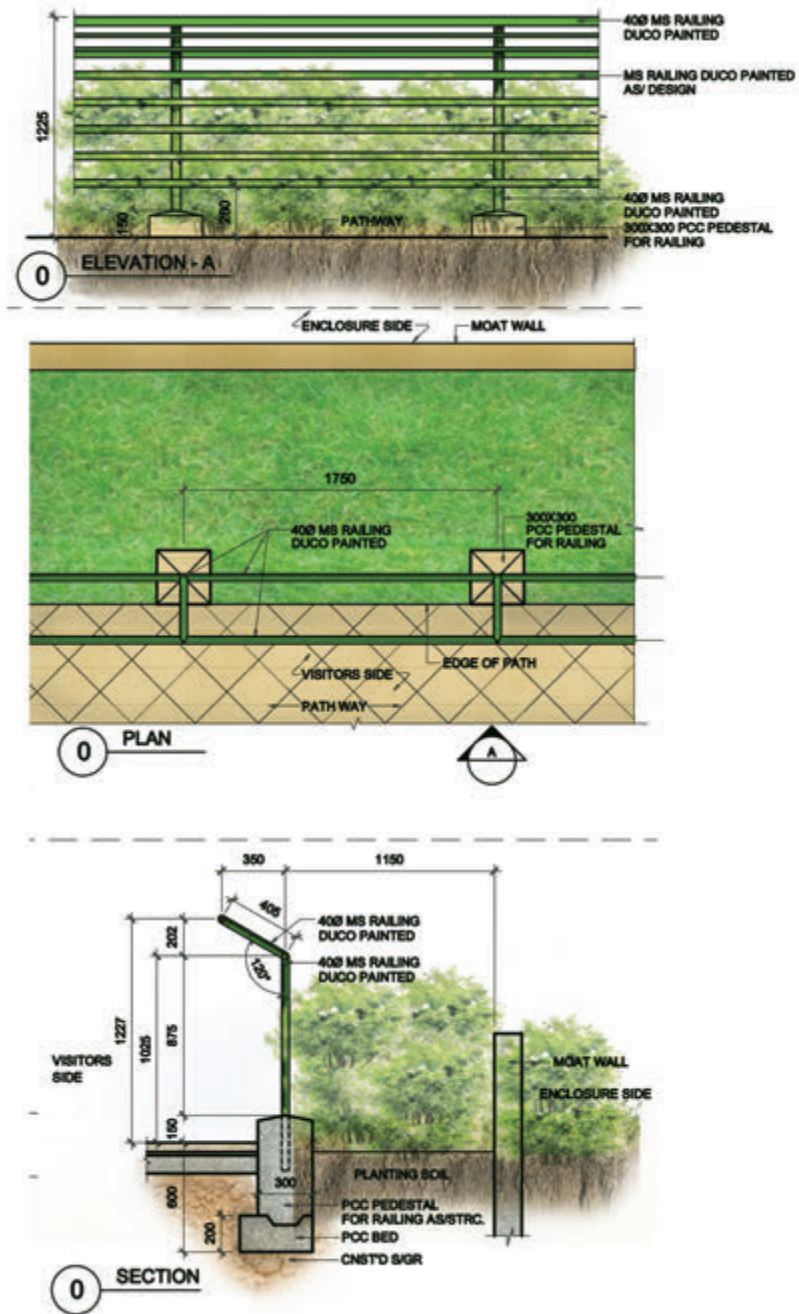 40Ø MS RAILING
DUCO PAINTED
MS RAILING DUCO PAINTED
AS/ DESIGN
1225
40Ø MS RAILING
DUCO PAINTED
150
280
PATHWAY
300X300 PCC PEDESTAL
FOR RAILING
0 ELEVATION - A
ENCLOSURE SIDE
MOAT WALL
1750
40Ø MS RAILING
DUCO PAINTED
300X300
PCC PEDESTAL
FOR RAILING
EDGE OF PATH
VISITORS SIDE
PATH WAY
0 PLAN
A
350
1150
405
202
40Ø MS RAILING
DUCO PAINTED
120°
40Ø MS RAILING
DUCO PAINTED
1227
1025
875
VISITORS
SIDE
MOAT WALL
ENCLOSURE SIDE
150
PLANTING SOIL
300
600
PCC PEDESTAL
FOR RAILING AS/STRC.
200
PCC BED
CNST'D S/GR
0 SECTION